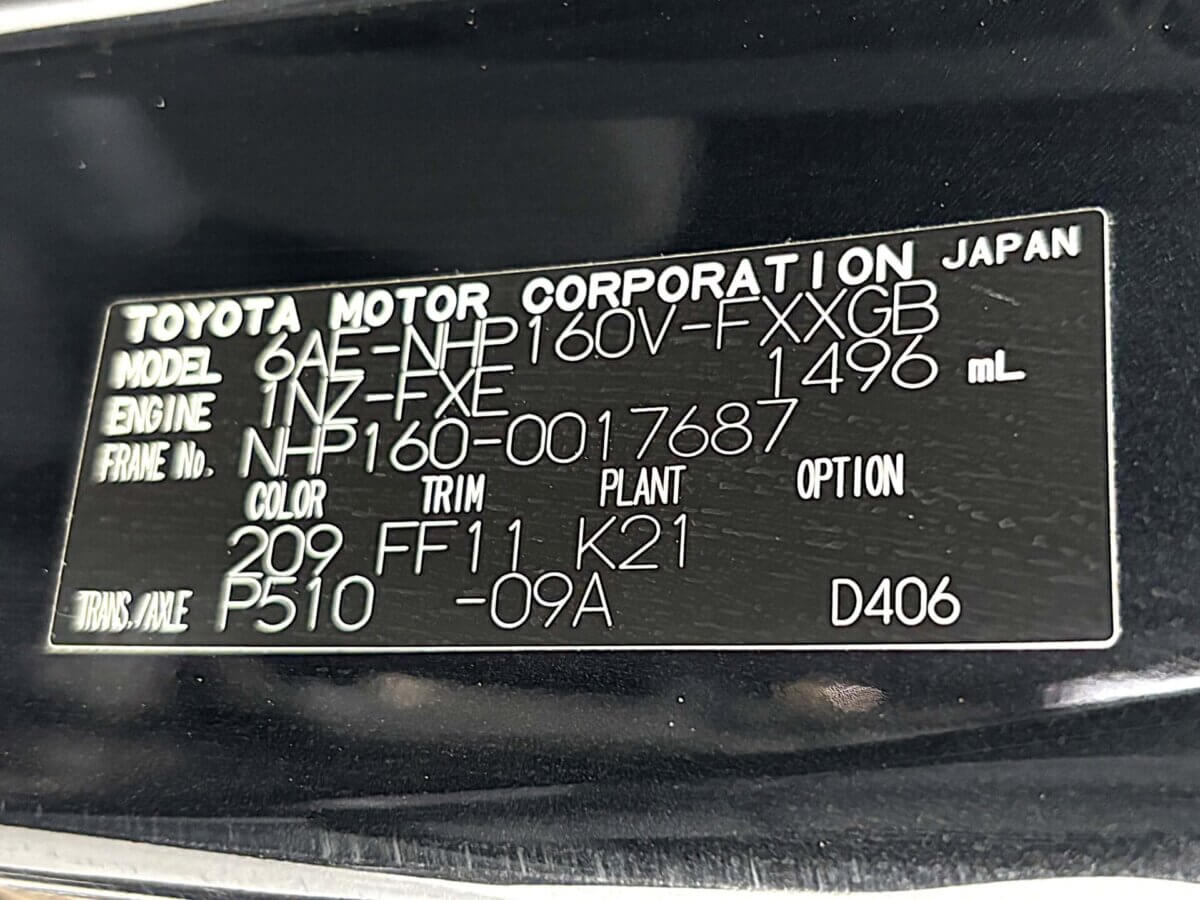 TOYOTA MOTOR CORPORATION JAPAN
MODEL 6AE-NHP160V-FXXGB
ENGINE 1NZ-FXE 1496 mL
FRAME No. NHP160-0017687
COLOR TRIM PLANT OPTION
209 FF11 K21
TRANS./AXLE P510 -09A D406